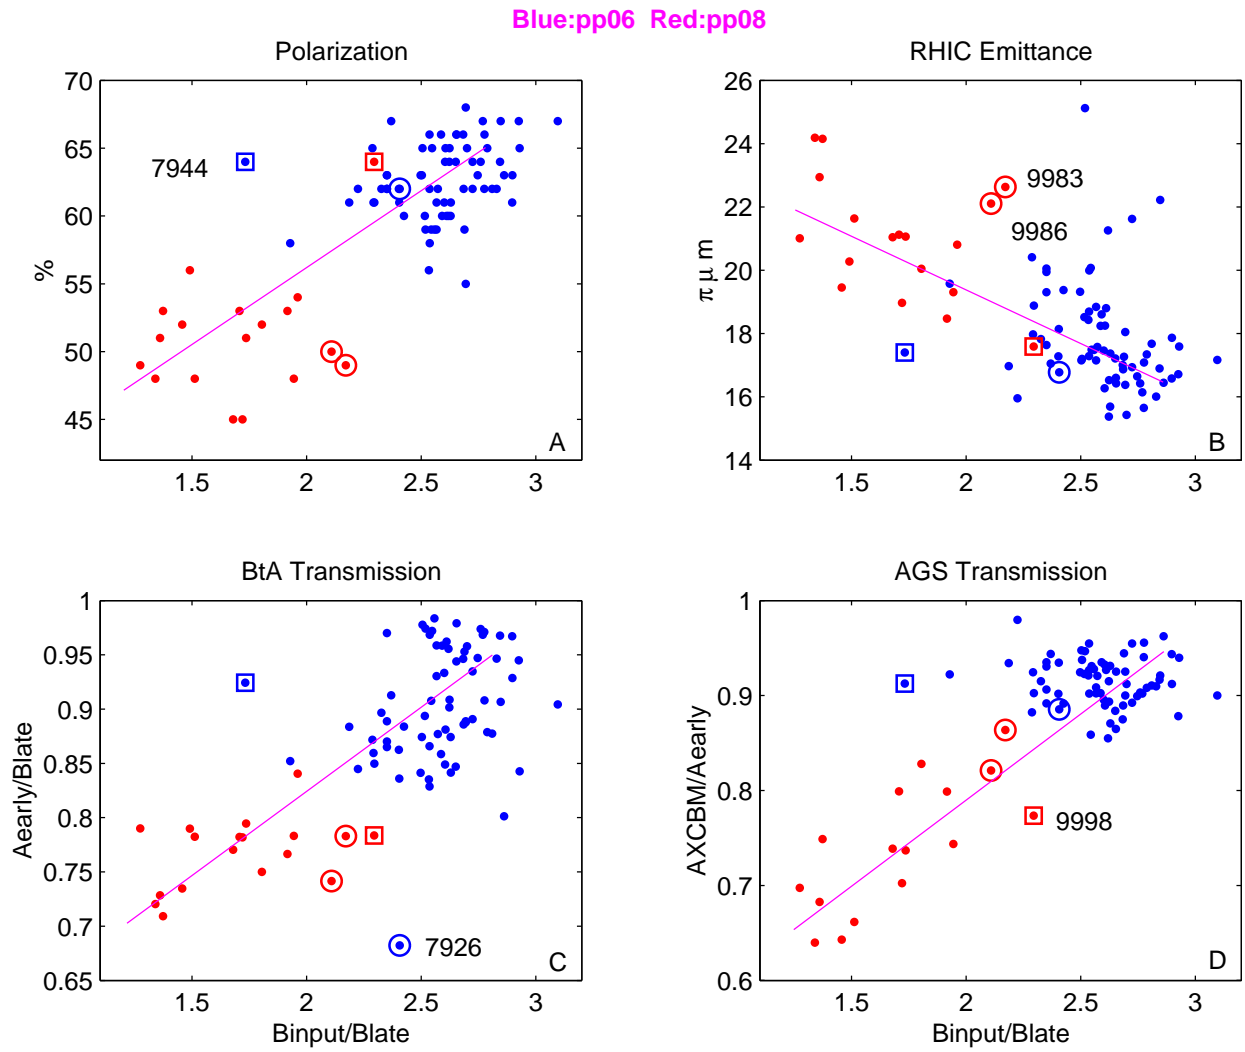 Blue:pp06  Red:pp08
Polarization
70
65
60
55
50
45
%
7944
A
1.5 2 2.5 3
RHIC Emittance
26
24
22
20
18
16
14
π μ m
9983
9986
B
1.5 2 2.5 3
BtA Transmission
1
0.95
0.9
0.85
0.8
0.75
0.7
0.65
Aearly/Blate
7926
C
1.5 2 2.5 3
Binput/Blate
AGS Transmission
1
0.9
0.8
0.7
0.6
AXCBM/Aearly
9998
D
1.5 2 2.5 3
Binput/Blate